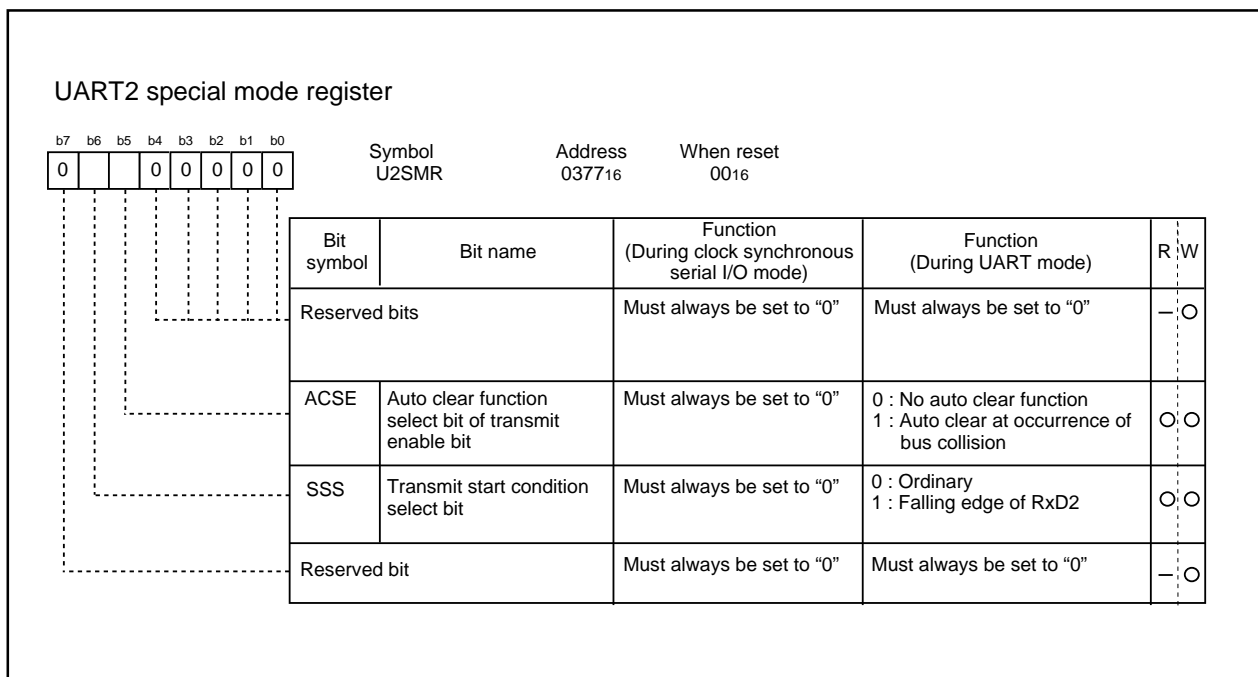 UART2 special mode register
b7 b6 b5 b4 b3 b2 b1 b0
0 0 0 0 0 0
Symbol Address When reset
U2SMR 037716 0016
Bit symbol Bit name Function (During clock synchronous serial I/O mode) Function (During UART mode) R W
Reserved bits Must always be set to “0” Must always be set to “0” – O
ACSE Auto clear function select bit of transmit enable bit Must always be set to “0” 0 : No auto clear function 1 : Auto clear at occurrence of bus collision O O
SSS Transmit start condition select bit Must always be set to “0” 0 : Ordinary 1 : Falling edge of RxD2 O O
Reserved bit Must always be set to “0” Must always be set to “0” – O